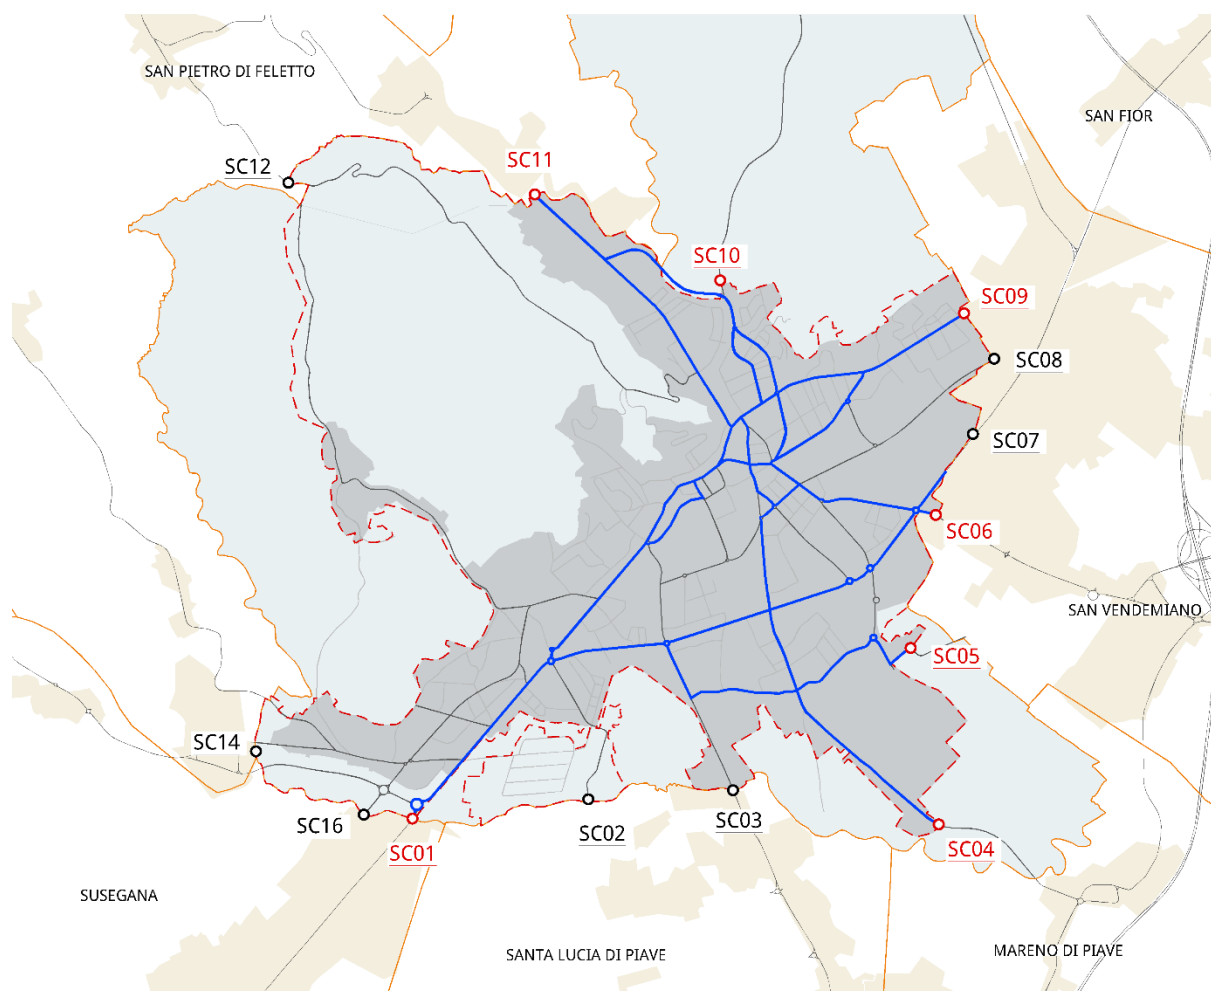 SAN PIETRO DI FELETTO
SAN FIOR
SC11
SC12
SC10
SC09
SC08
SC07
SC06
SAN VENDEMIANO
SC05
SC14
SC16
SC02
SC03
SC01
SC04
SUSEGANA
SANTA LUCIA DI PIAVE
MARENO DI PIAVE